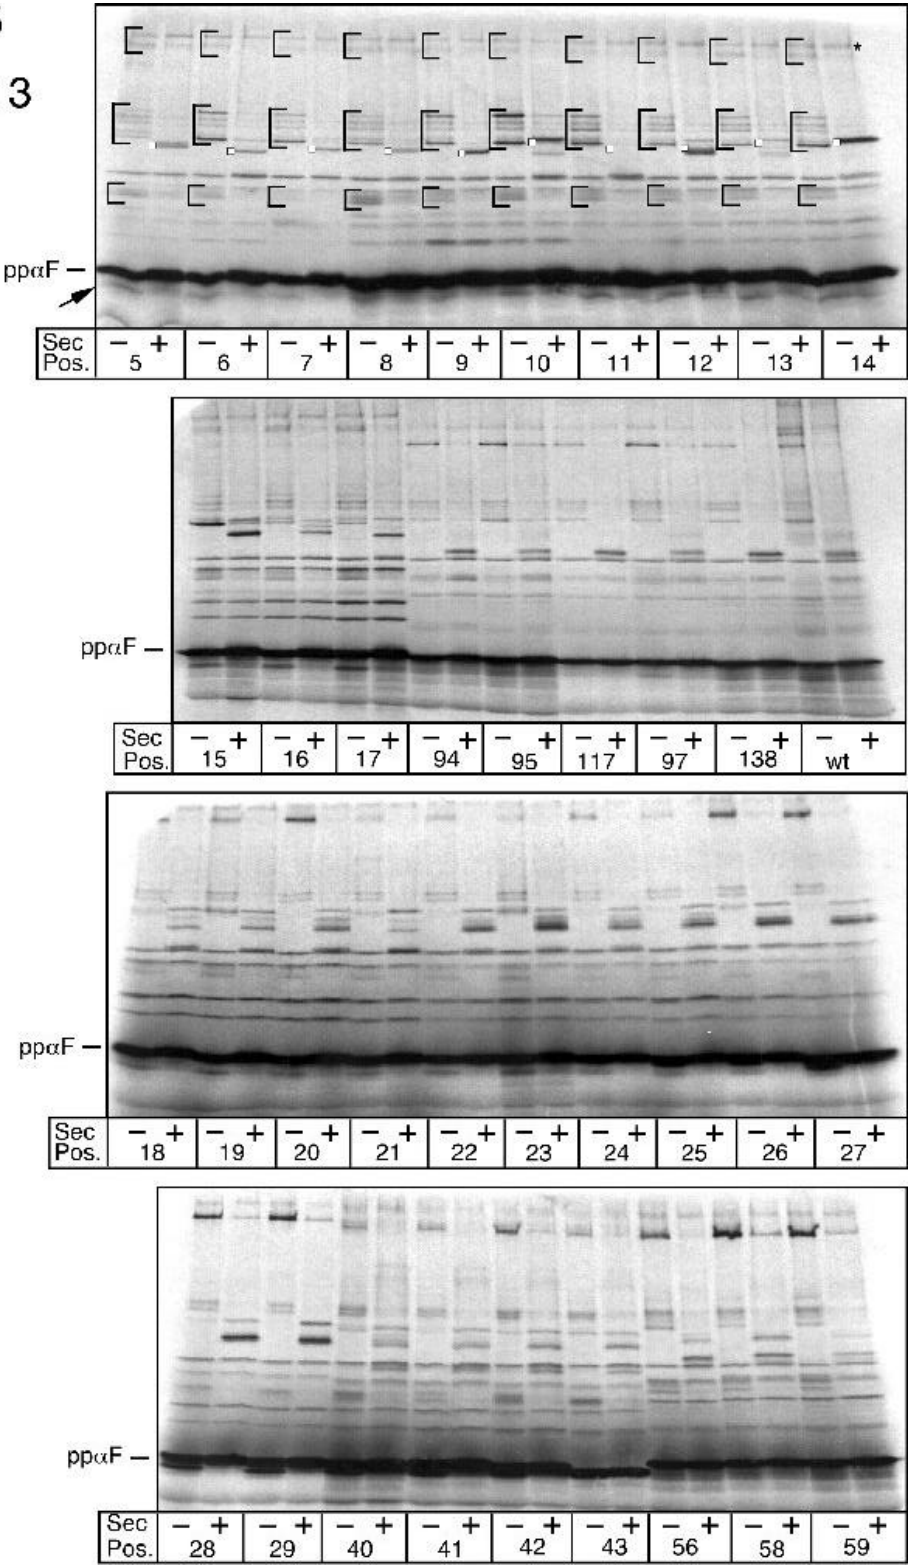 3
*
ppαF –
Sec – + – + – + – + – + – + – + – + – + – +
Pos. 5 6 7 8 9 10 11 12 13 14
ppαF –
Sec – + – + – + – + – + – + – + – + – +
Pos. 15 16 17 94 95 117 97 138 wt
ppαF –
Sec – + – + – + – + – + – + – + – + – + – +
Pos. 18 19 20 21 22 23 24 25 26 27
ppαF –
Sec – + – + – + – + – + – + – + – + – +
Pos. 28 29 40 41 42 43 56 58 59